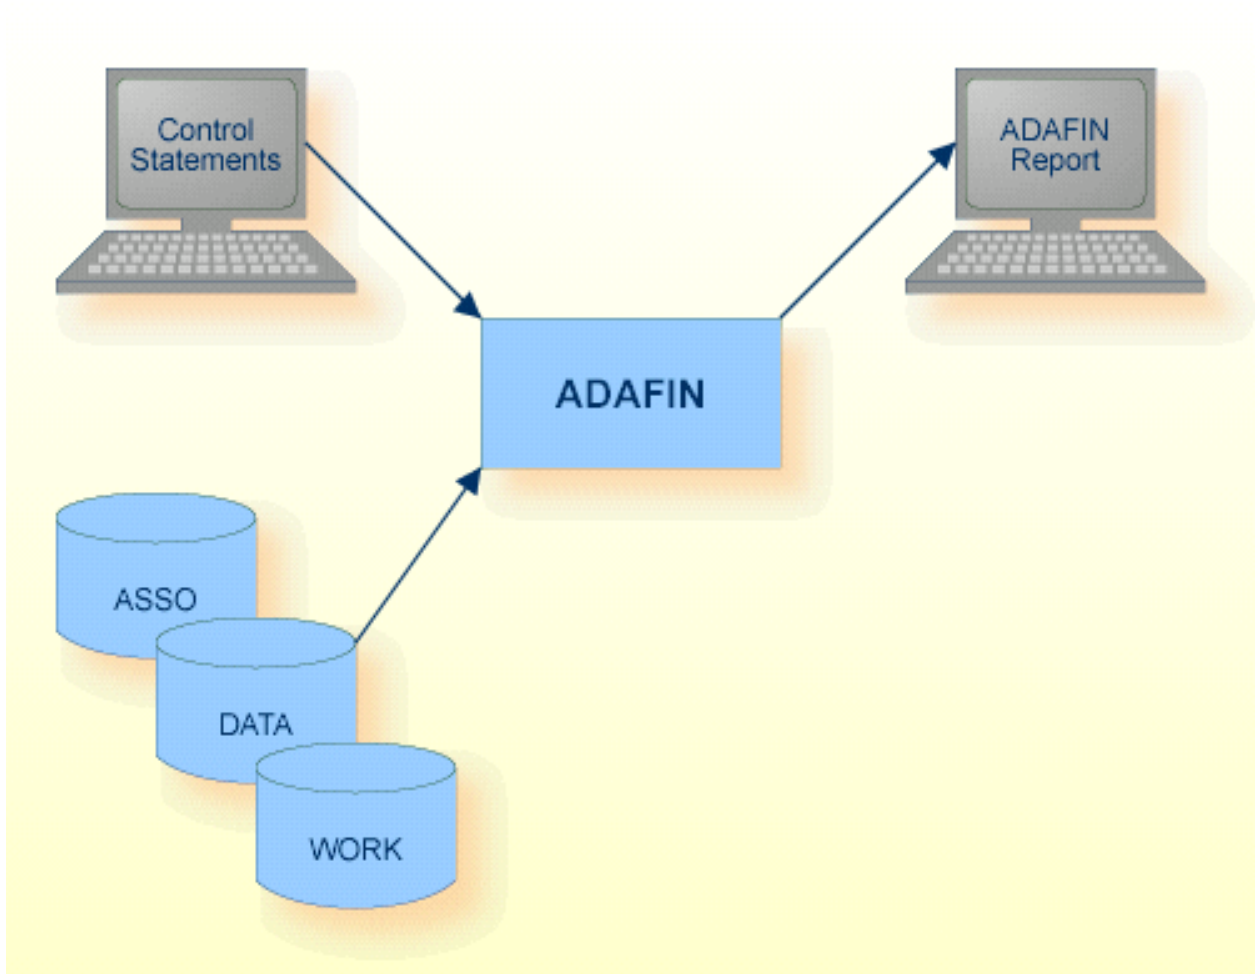 Control
Statements
ADAFIN
Report
ADAFIN
ASSO
DATA
WORK